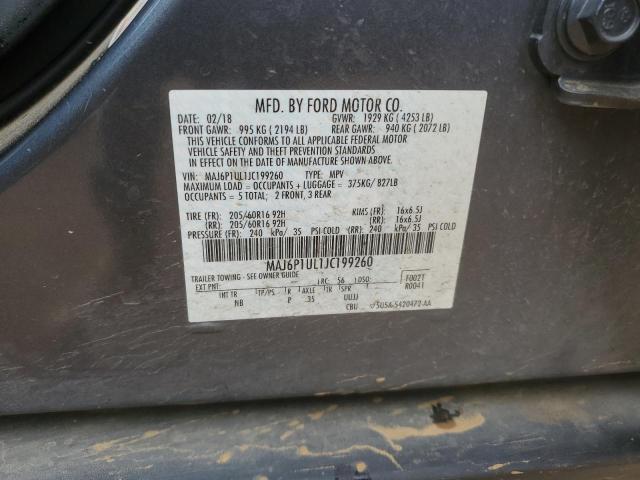 MFD. BY FORD MOTOR CO.
02/18 GVWR: 1929 KG ( 4253 LB)
FRONT GAWR: 995 KG ( 2194 LB) REAR GAWR: 940 KG ( 2072 LB)
THIS VEHICLE CONFORMS TO ALL APPLICABLE FEDERAL MOTOR
VEHICLE SAFETY AND THEFT PREVENTION STANDARDS
IN EFFECT ON THE DATE OF MANUFACTURE SHOWN ABOVE.
VIN: MAJ6P1UL1JC199260 TYPE: MPV
MAXIMUM LOAD = OCCUPANTS + LUGGAGE = 375KG/ 827LB
OCCUPANTS = 5 TOTAL; 2 FRONT, 3 REAR
TIRE (FR): 205/60R16 92H RIMS (FR): 16x6.5J
(RR): 205/60R16 92H (RR): 16x6.5J
PRESSURE (FR): 240 kPa/ 35 PSI COLD (RR): 240 kPa/ 35 PSI COLD
MAJ6P1UL1JC199260
TRAILER TOWING - SEE OWNER GUIDE F0021
EXT PNT: RC: 56 DSO: R0041
INT TR TP/PS R AXLE TR SPR
NB P 35 UUJJ
CBU 5U5A-5420472-AA